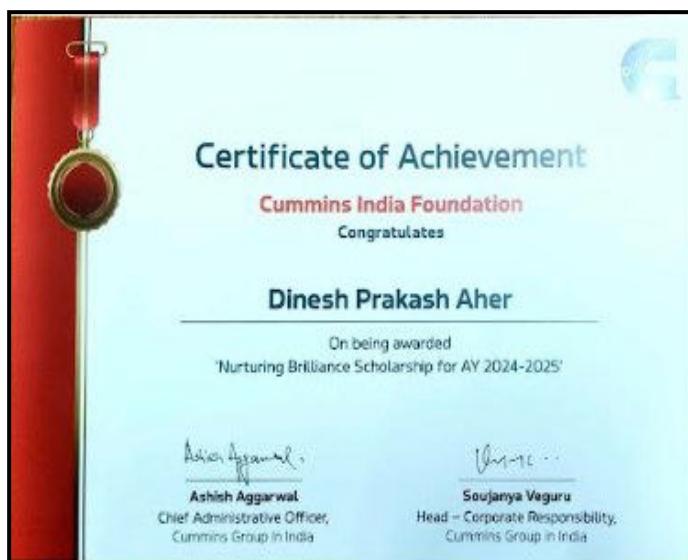 Certificate of Achievement
Cummins India Foundation
Congratulates
Dinesh Prakash Aher
On being awarded
'Nurturing Brilliance Scholarship for AY 2024-2025'
Ashish Aggarwal.
Ashish Aggarwal
Chief Administrative Officer,
Cummins Group in India
Soujanya Veguru
Head – Corporate Responsibility,
Cummins Group in India